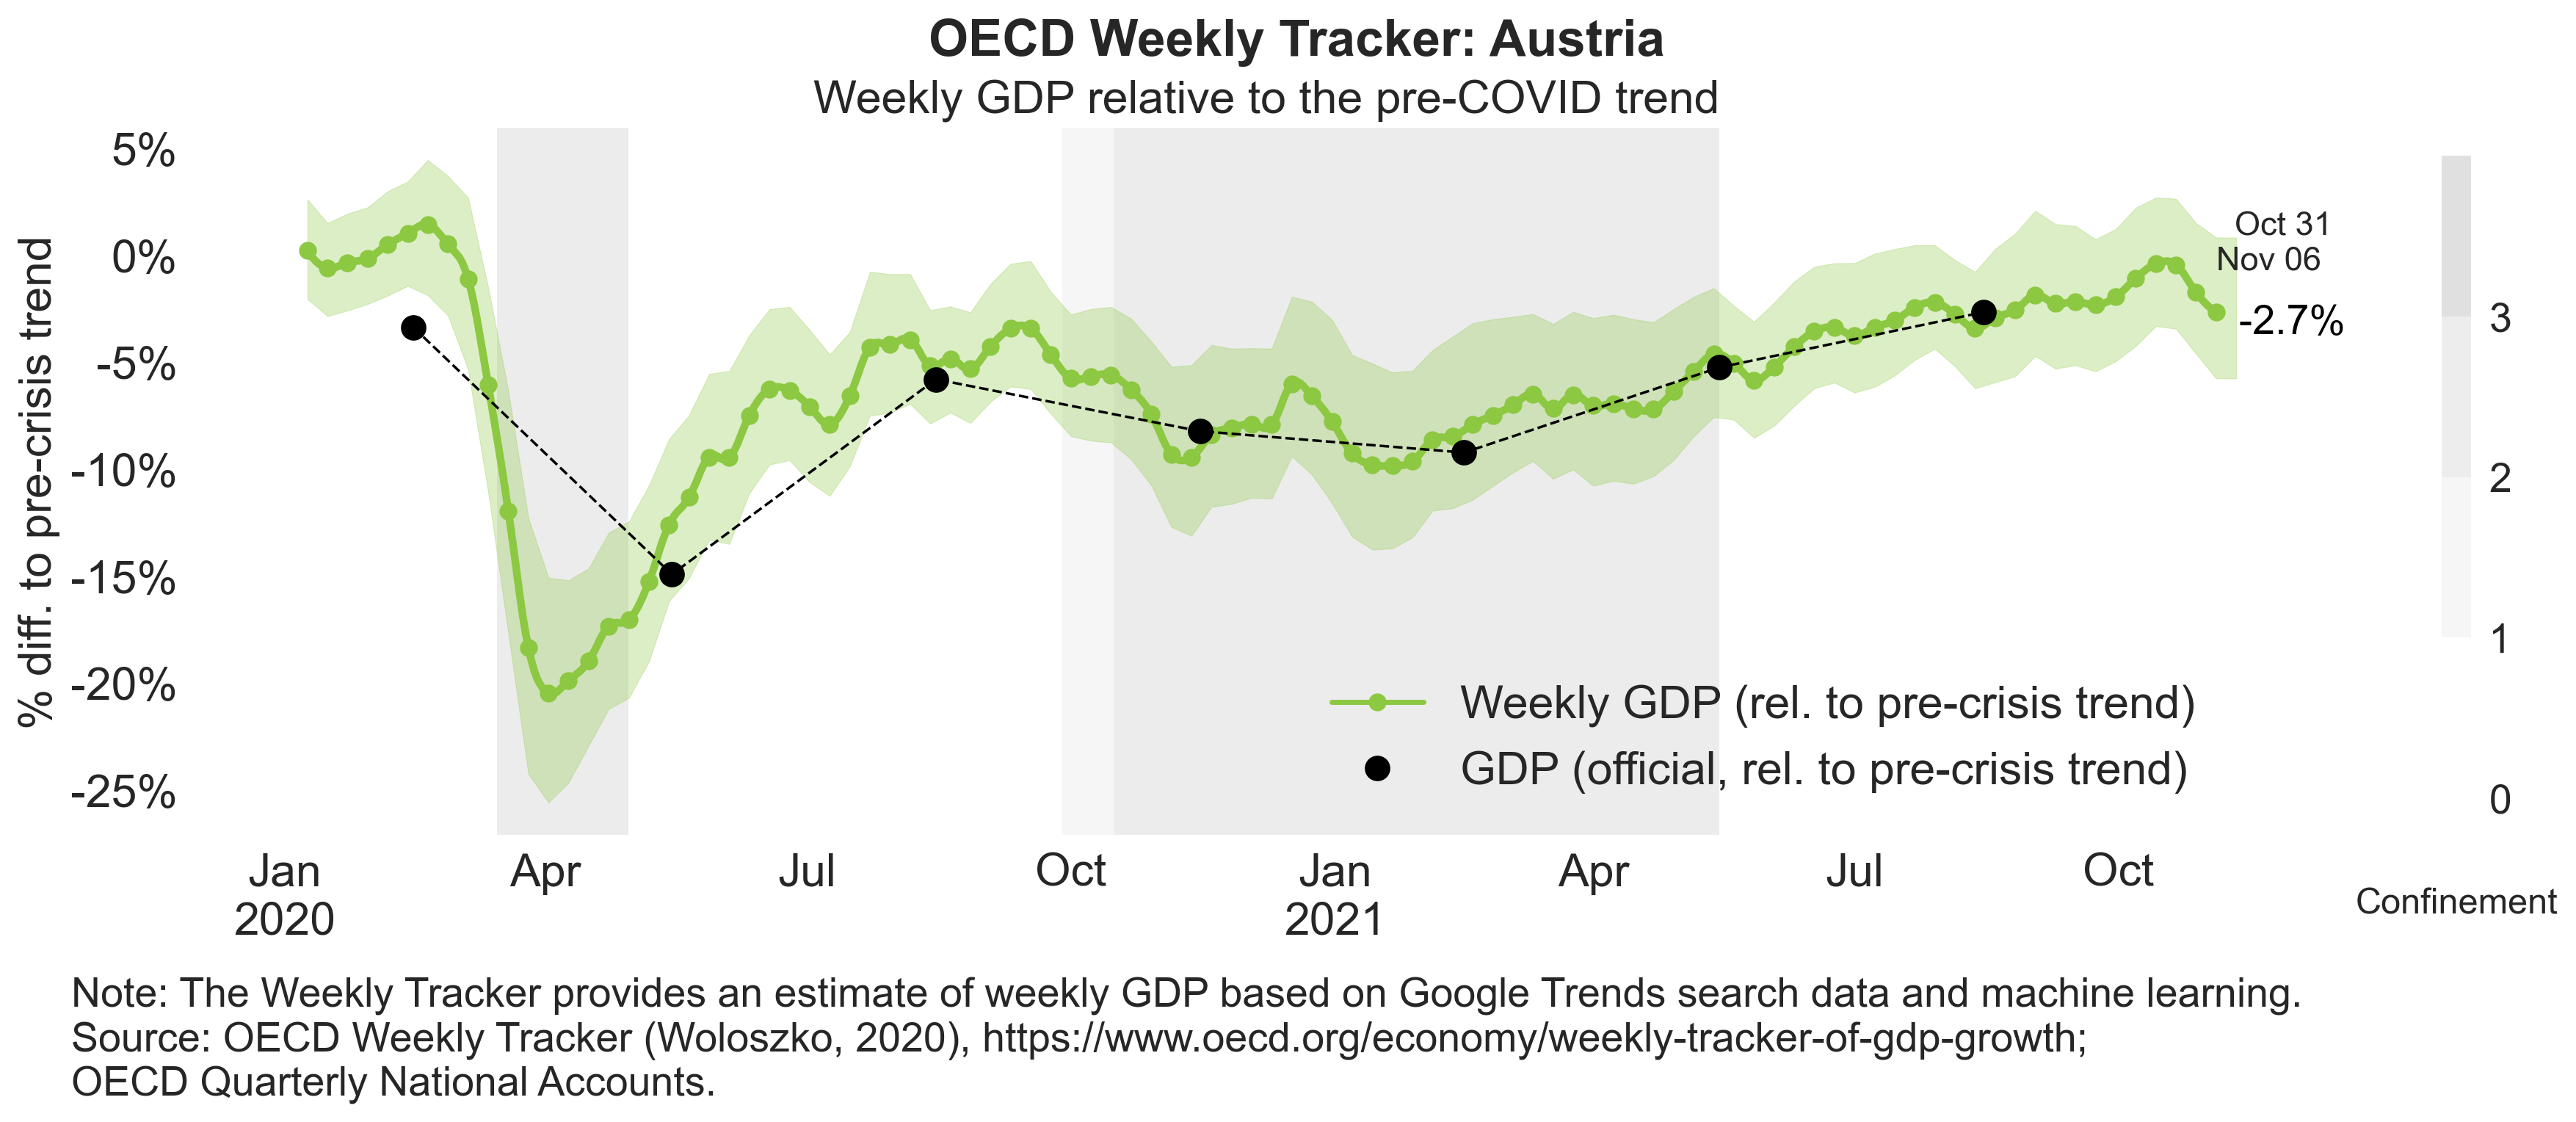 OECD Weekly Tracker: Austria
Weekly GDP relative to the pre-COVID trend
% diff. to pre-crisis trend
5%
0%
-5%
-10%
-15%
-20%
-25%
Oct 31
Nov 06
-2.7%
3
2
1
0
Weekly GDP (rel. to pre-crisis trend)
GDP (official, rel. to pre-crisis trend)
Jan Apr Jul Oct Jan Apr Jul Oct
2020 2021
Confinement
Note: The Weekly Tracker provides an estimate of weekly GDP based on Google Trends search data and machine learning.
Source: OECD Weekly Tracker (Woloszko, 2020), https://www.oecd.org/economy/weekly-tracker-of-gdp-growth;
OECD Quarterly National Accounts.